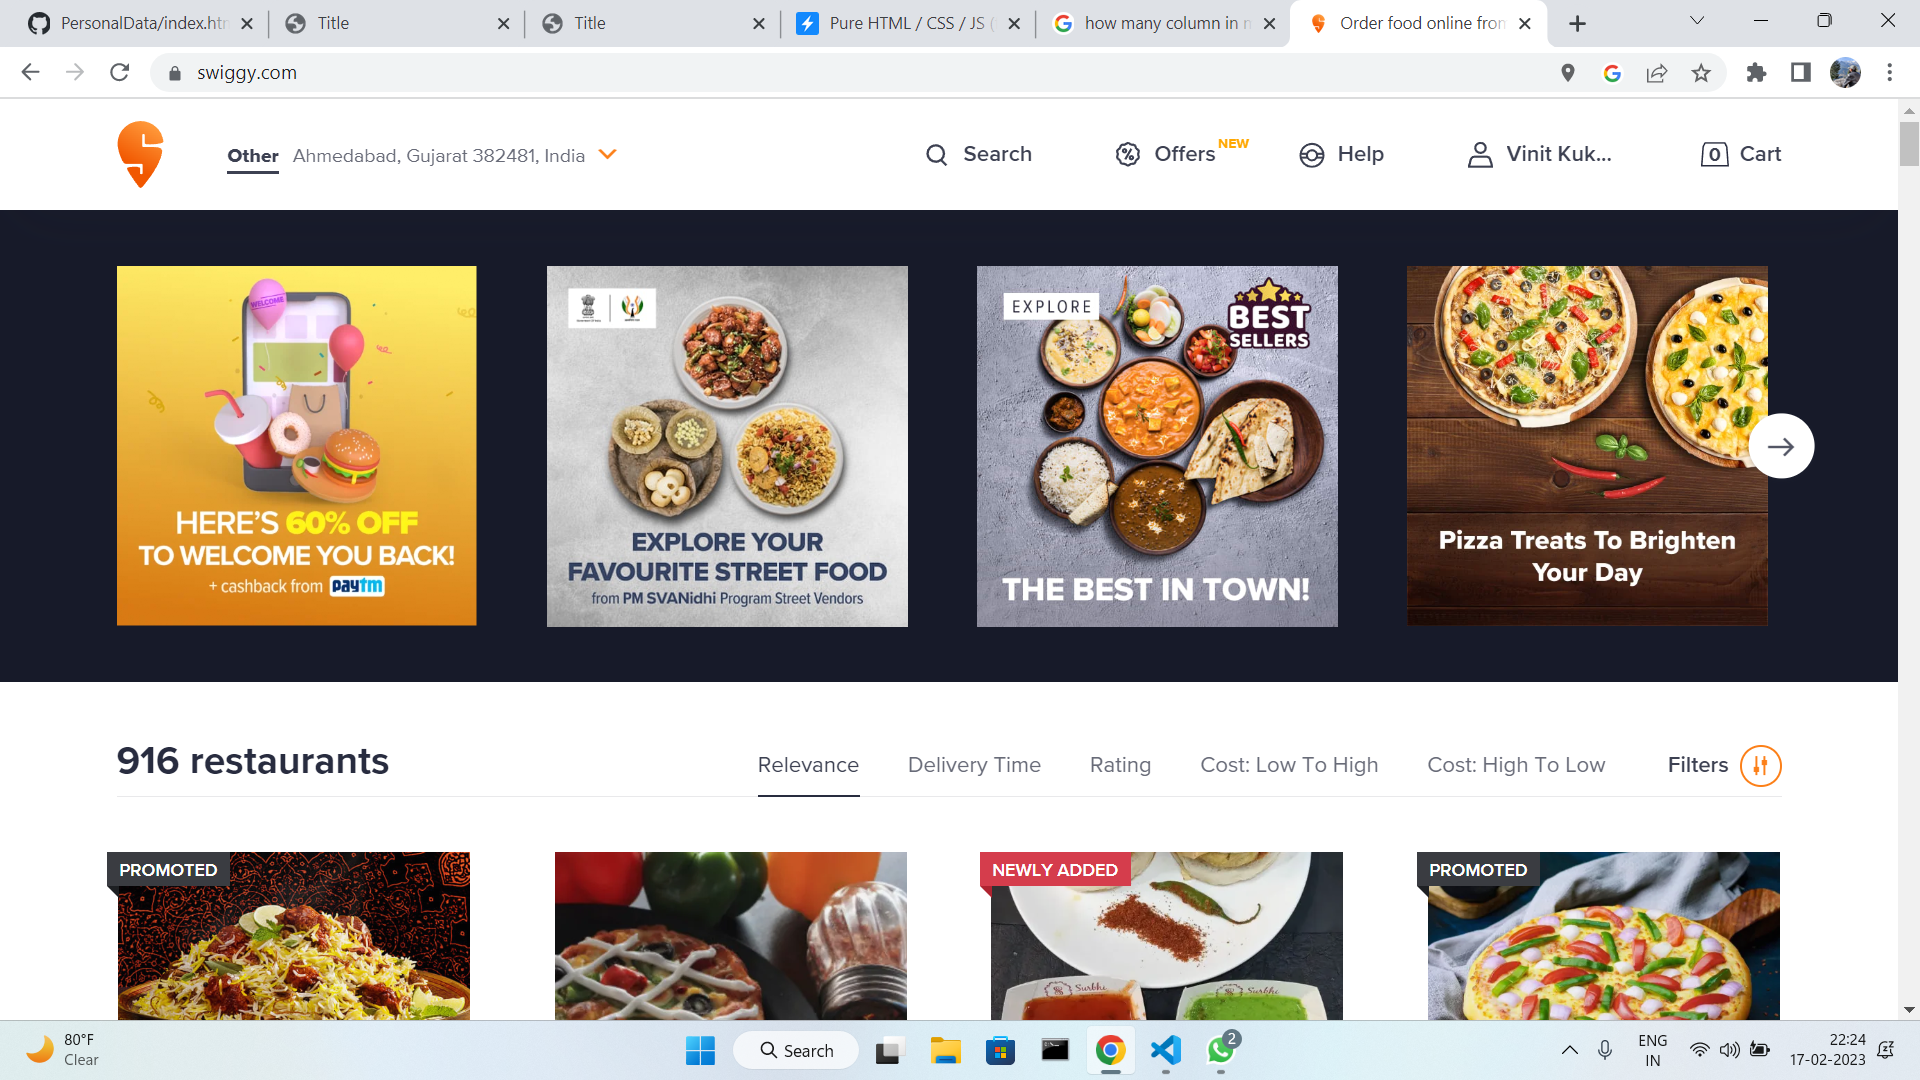 PersonalData/index.htm
Title
Title
Pure HTML / CSS / JS (
how many column in m
Order food online from
swiggy.com
Other Ahmedabad, Gujarat 382481, India
Search
Offers NEW
Help
Vinit Kuk...
0 Cart
WELCOME
HERE'S 60% OFF
TO WELCOME YOU BACK!
+ cashback from paytm
EXPLORE YOUR
FAVOURITE STREET FOOD
from PM SVANidhi Program Street Vendors
EXPLORE
BEST
SELLERS
THE BEST IN TOWN!
Pizza Treats To Brighten
Your Day
916 restaurants
Relevance
Delivery Time
Rating
Cost: Low To High
Cost: High To Low
Filters
PROMOTED
NEWLY ADDED
Surbhi
Surbhi
PROMOTED
80°F
Clear
Search
2
ENG
IN
22:24
17-02-2023